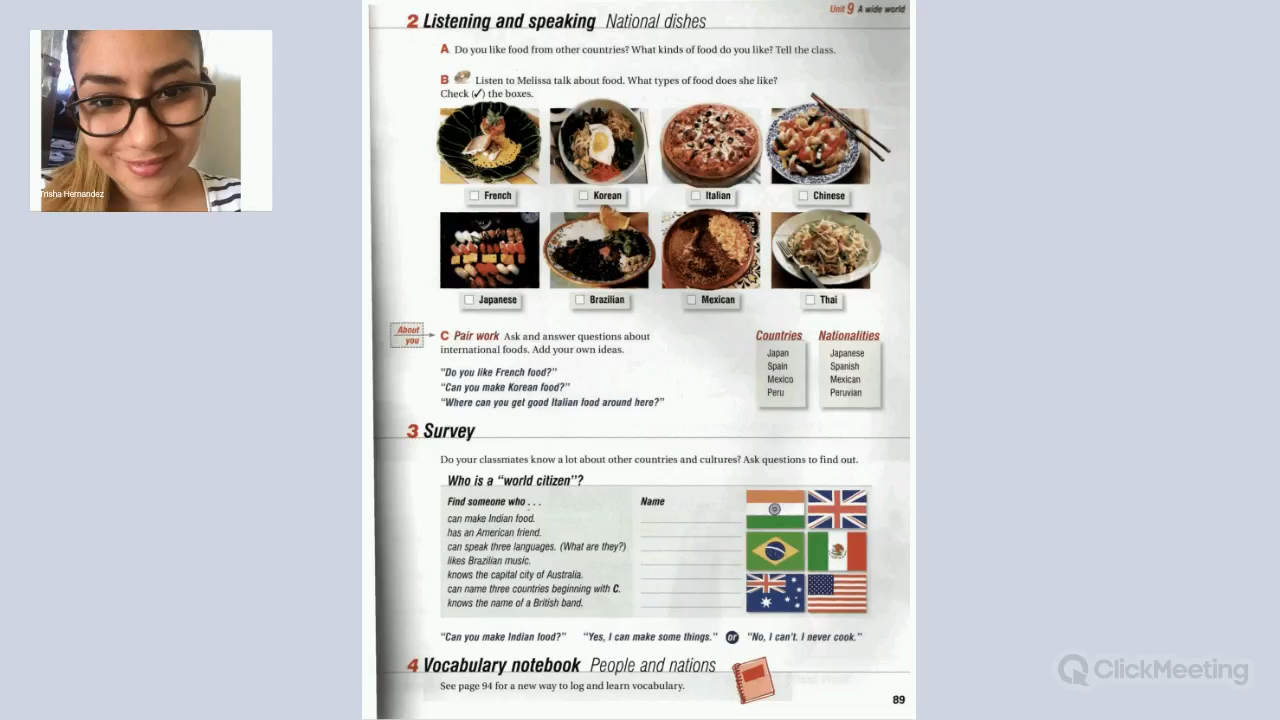 Trisha Hernandez
Unit 9 A wide world
2 Listening and speaking National dishes
A Do you like food from other countries? What kinds of food do you like? Tell the class.
B Listen to Melissa talk about food. What types of food does she like?
Check (✓) the boxes.
French Korean Italian Chinese
Japanese Brazilian Mexican Thai
About
you
C Pair work Ask and answer questions about
international foods. Add your own ideas.
"Do you like French food?"
"Can you make Korean food?"
"Where can you get good Italian food around here?"
Countries Nationalities
Japan Japanese
Spain Spanish
Mexico Mexican
Peru Peruvian
3 Survey
Do your classmates know a lot about other countries and cultures? Ask questions to find out.
Who is a "world citizen"?
Find someone who . . . Name
can make Indian food.
has an American friend.
can speak three languages. (What are they?)
likes Brazilian music.
knows the capital city of Australia.
can name three countries beginning with C.
knows the name of a British band.
"Can you make Indian food?" "Yes, I can make some things." or "No, I can't. I never cook."
4 Vocabulary notebook People and nations
See page 94 for a new way to log and learn vocabulary.
89
ClickMeeting